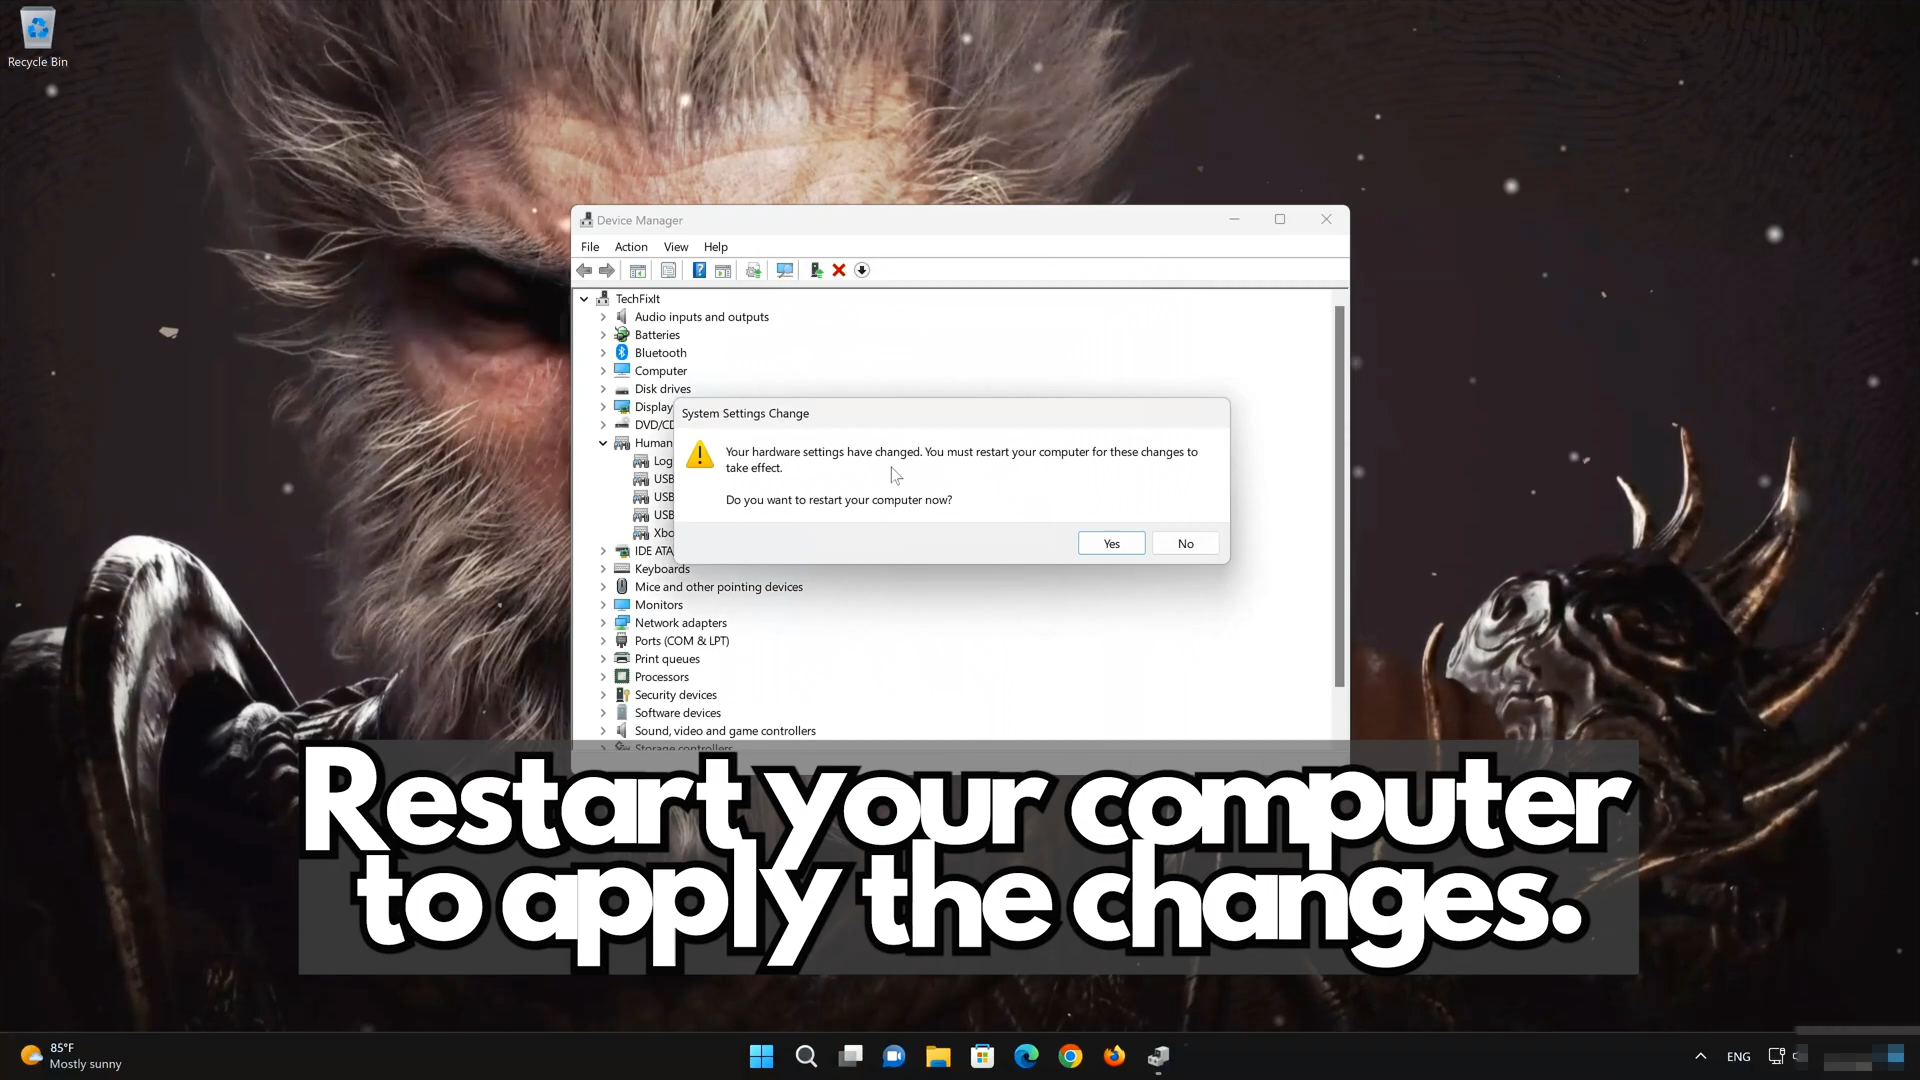 Recycle Bin
Device Manager
File Action View Help
TechFixIt
Audio inputs and outputs
Batteries
Bluetooth
Computer
Disk drives
Display
DVD/CD
Human
Log
USB
USB
USB
Xbo
IDE ATA
Keyboards
Mice and other pointing devices
Monitors
Network adapters
Ports (COM & LPT)
Print queues
Processors
Security devices
Software devices
Sound, video and game controllers
Storage controllers
System Settings Change
Your hardware settings have changed. You must restart your computer for these changes to
take effect.
Do you want to restart your computer now?
Yes No
Restart your computer
to apply the changes.
85°F
Mostly sunny
ENG